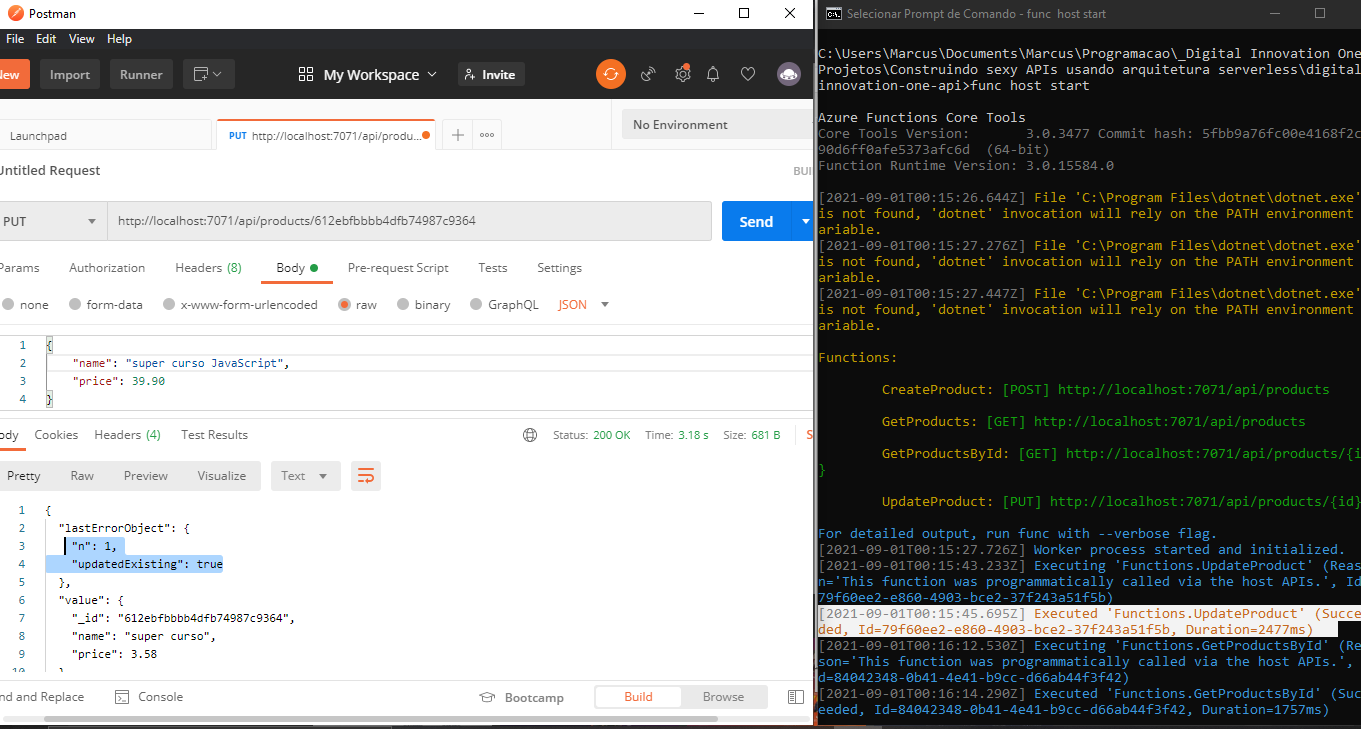 Postman
File Edit View Help
New Import Runner My Workspace Invite
Launchpad PUT http://localhost:7071/api/produ... No Environment
Untitled Request BUI
PUT http://localhost:7071/api/products/612ebfbbbb4dfb74987c9364 Send
Params Authorization Headers (8) Body Pre-request Script Tests Settings
none form-data x-www-form-urlencoded raw binary GraphQL JSON
1 {
2 "name": "super curso JavaScript",
3 "price": 39.90
4 }
ody Cookies Headers (4) Test Results Status: 200 OK Time: 3.18 s Size: 681 B S
Pretty Raw Preview Visualize Text
1 {
2 "lastErrorObject": {
3 "n": 1,
4 "updatedExisting": true
5 },
6 "value": {
7 "_id": "612ebfbbbb4dfb74987c9364",
8 "name": "super curso",
9 "price": 3.58
10 }
nd and Replace Console Bootcamp Build Browse
Selecionar Prompt de Comando - func host start
C:\Users\Marcus\Documents\Marcus\Programacao\_Digital Innovation One
Projetos\Construindo sexy APIs usando arquitetura serverless\digital
innovation-one-api>func host start
Azure Functions Core Tools
Core Tools Version: 3.0.3477 Commit hash: 5fbb9a76fc00e4168f2c
90d6ff0afe5373afc6d (64-bit)
Function Runtime Version: 3.0.15584.0
[2021-09-01T00:15:26.644Z] File 'C:\Program Files\dotnet\dotnet.exe'
is not found, 'dotnet' invocation will rely on the PATH environment
ariable.
[2021-09-01T00:15:27.276Z] File 'C:\Program Files\dotnet\dotnet.exe'
is not found, 'dotnet' invocation will rely on the PATH environment
ariable.
[2021-09-01T00:15:27.447Z] File 'C:\Program Files\dotnet\dotnet.exe'
is not found, 'dotnet' invocation will rely on the PATH environment
ariable.
Functions:
CreateProduct: [POST] http://localhost:7071/api/products
GetProducts: [GET] http://localhost:7071/api/products
GetProductsById: [GET] http://localhost:7071/api/products/{i
}
UpdateProduct: [PUT] http://localhost:7071/api/products/{id}
For detailed output, run func with --verbose flag.
[2021-09-01T00:15:27.726Z] Worker process started and initialized.
[2021-09-01T00:15:43.233Z] Executing 'Functions.UpdateProduct' (Reas
n='This function was programmatically called via the host APIs.', Id
79f60ee2-e860-4903-bce2-37f243a51f5b)
[2021-09-01T00:15:45.695Z] Executed 'Functions.UpdateProduct' (Succe
ded, Id=79f60ee2-e860-4903-bce2-37f243a51f5b, Duration=2477ms)
[2021-09-01T00:16:12.530Z] Executing 'Functions.GetProductsById' (Re
son='This function was programmatically called via the host APIs.',
d=84042348-0b41-4e41-b9cc-d66ab44f3f42)
[2021-09-01T00:16:14.290Z] Executed 'Functions.GetProductsById' (Suc
eeded, Id=84042348-0b41-4e41-b9cc-d66ab44f3f42, Duration=1757ms)